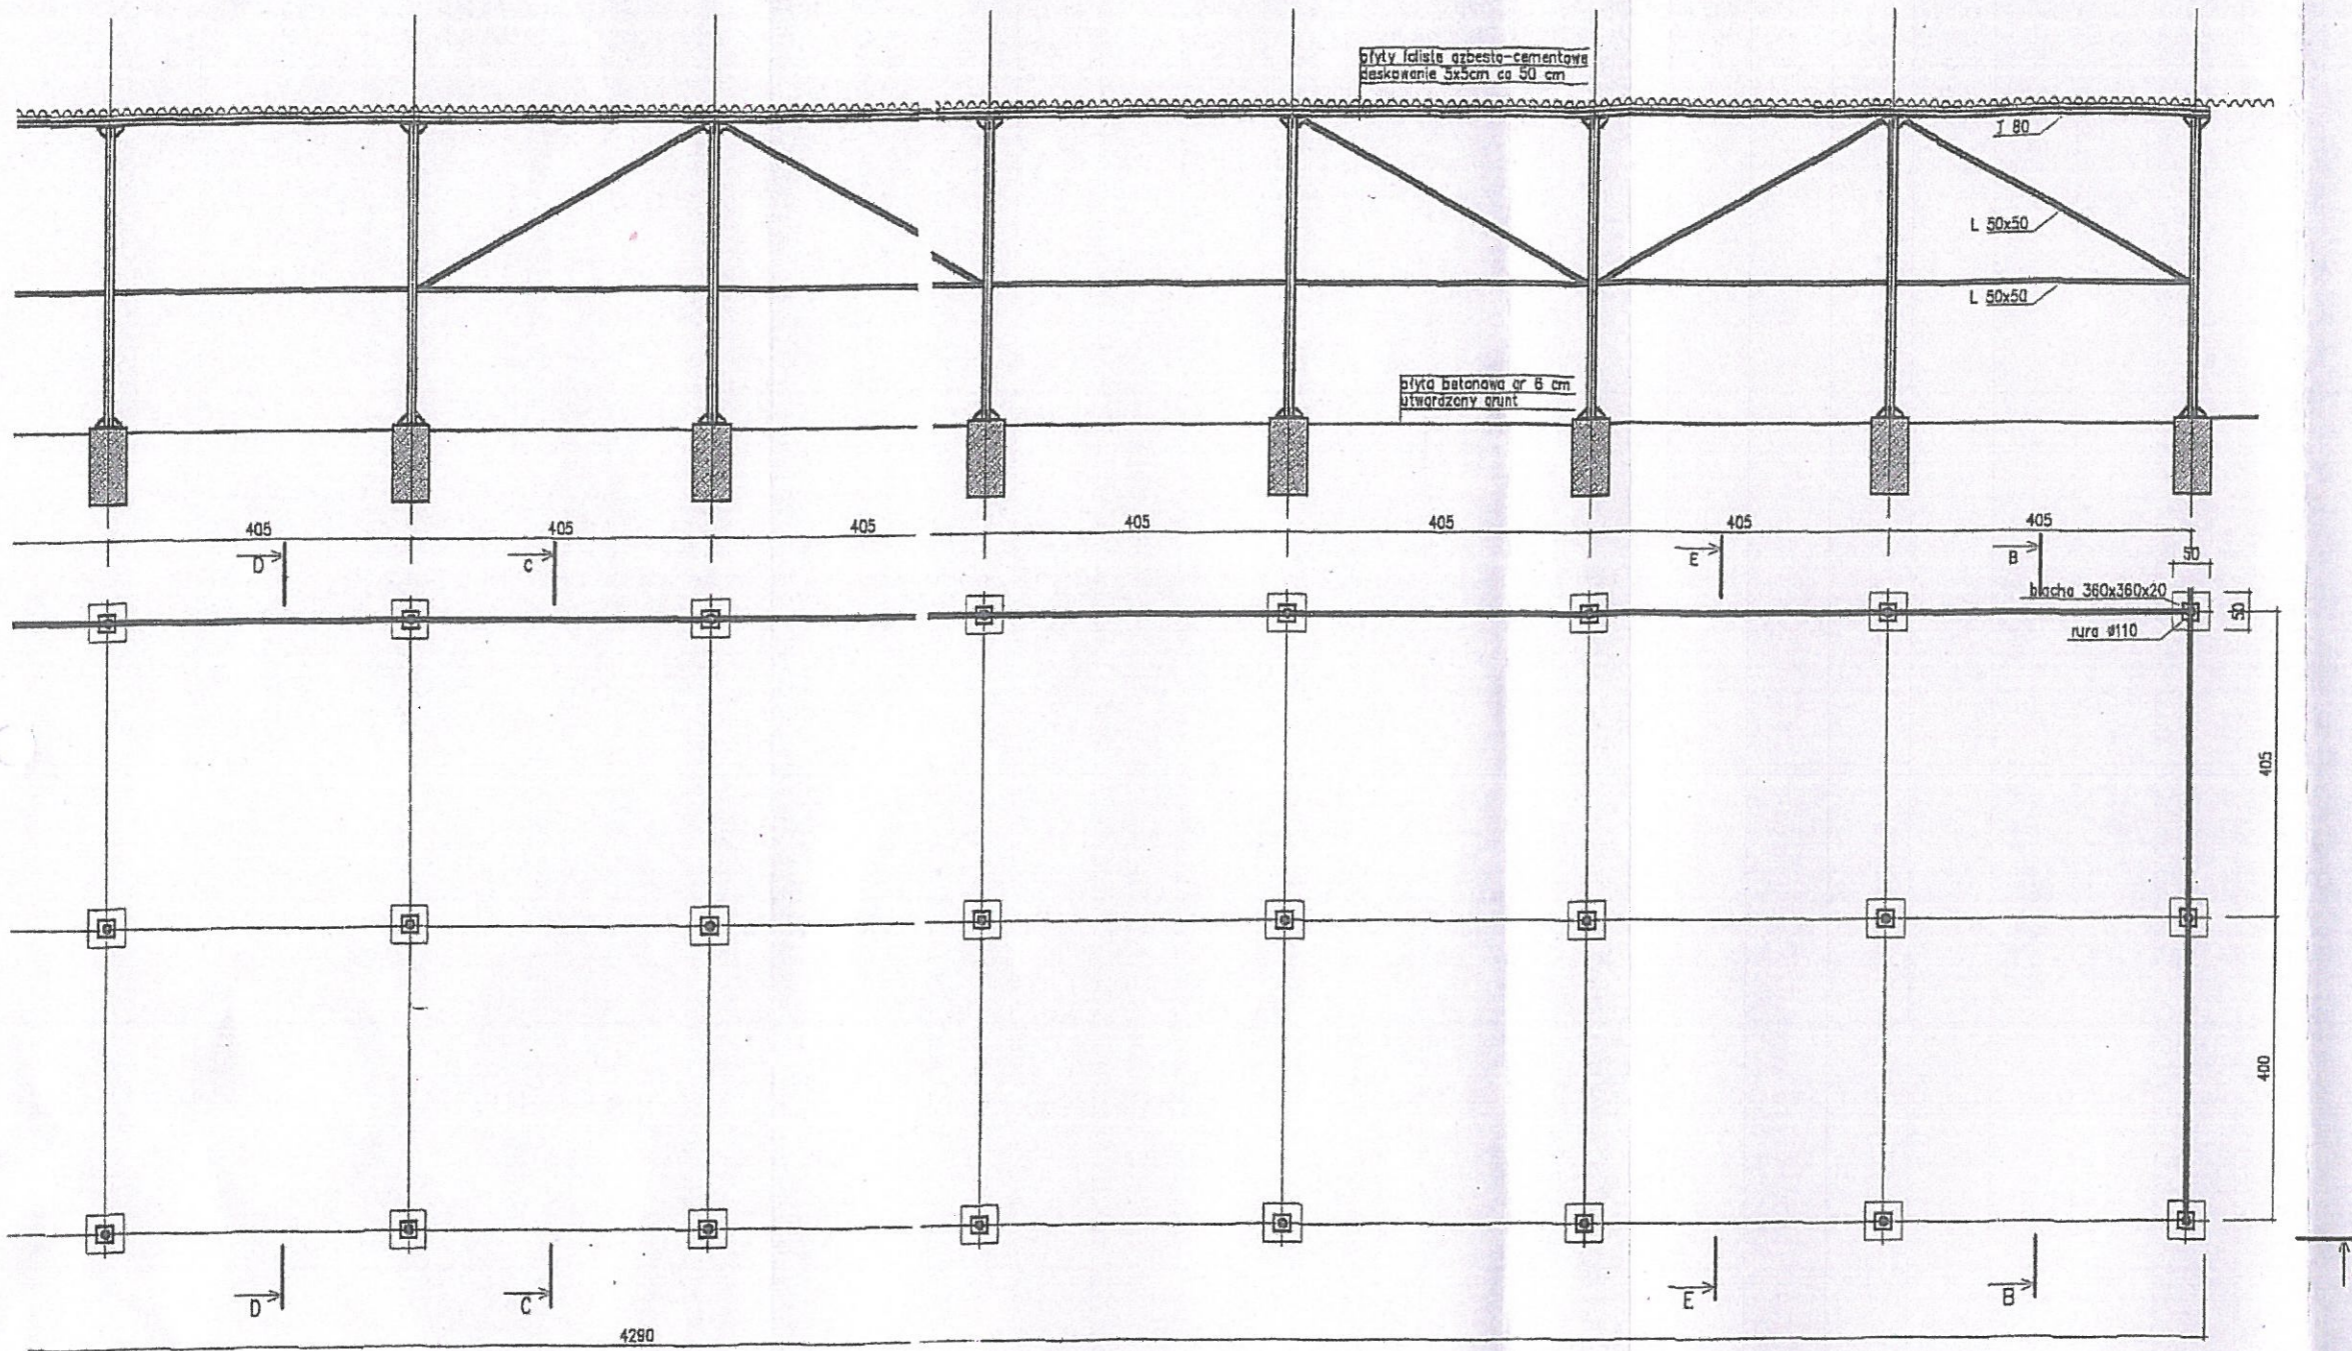 płyty faliste azbesto-cementowe
deskowanie 5x5cm co 50 cm
I 80
L 50x50
L 50x50
płyta betonowa gr 6 cm
utwardzony grunt
405
405
405
405
405
405
405
D
C
E
B
50
blacha 360x360x20
50
rura ø110
405
400
D
C
E
B
4290